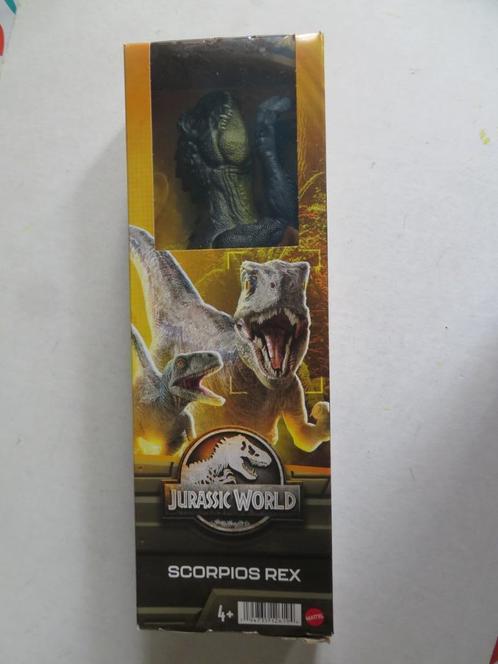 JURASSIC WORLD
SCORPIOS REX
4+
MATTEL